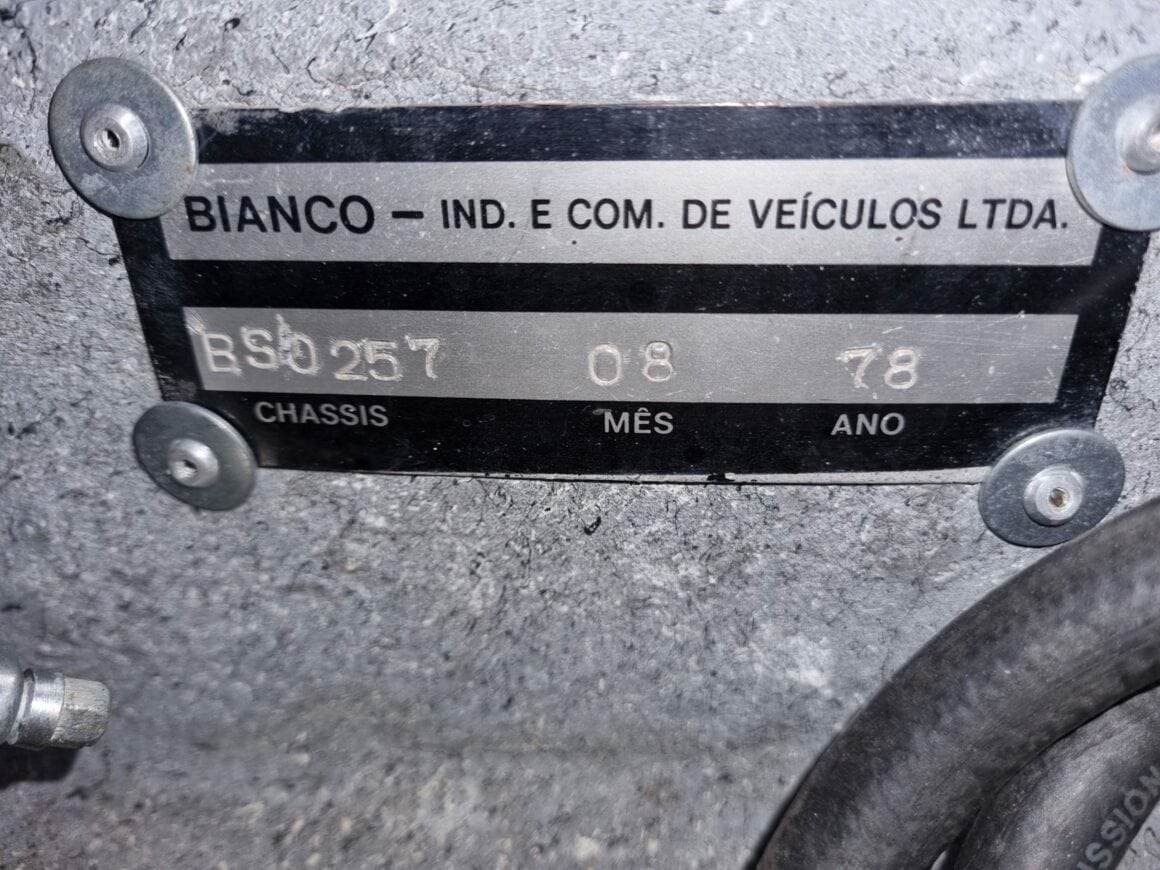 BIANCO – IND. E COM. DE VEÍCULOS LTDA.
BS0257 08 78
CHASSIS MÊS ANO